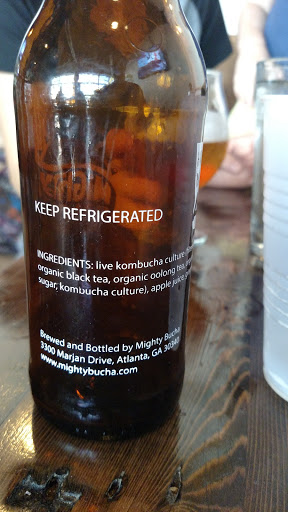 KEEP REFRIGERATED
INGREDIENTS: live kombucha culture
organic black tea, organic oolong tea,
sugar, kombucha culture), apple juice
Brewed and Bottled by Mighty Bucha
3300 Marjan Drive, Atlanta, GA 30340
www.mightybucha.com